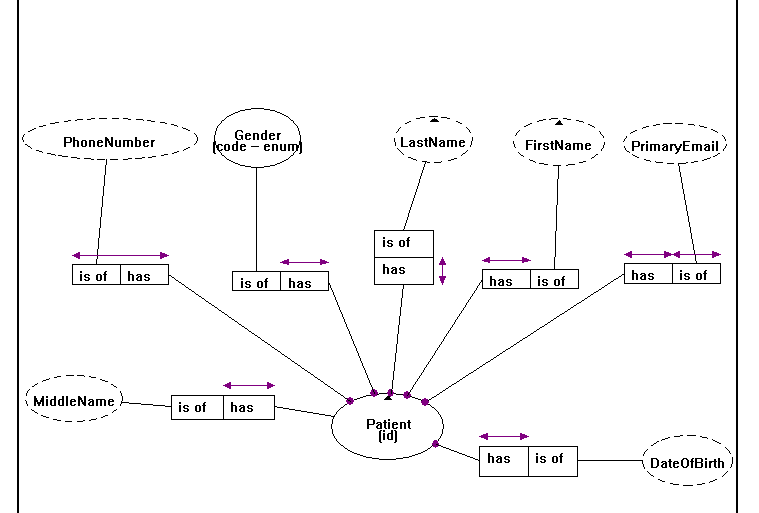 PhoneNumber
Gender
(code – enum)
LastName
FirstName
PrimaryEmail
is of has
is of has
is of
has
has is of
has is of
MiddleName
is of has
Patient
(id)
has is of
DateOfBirth